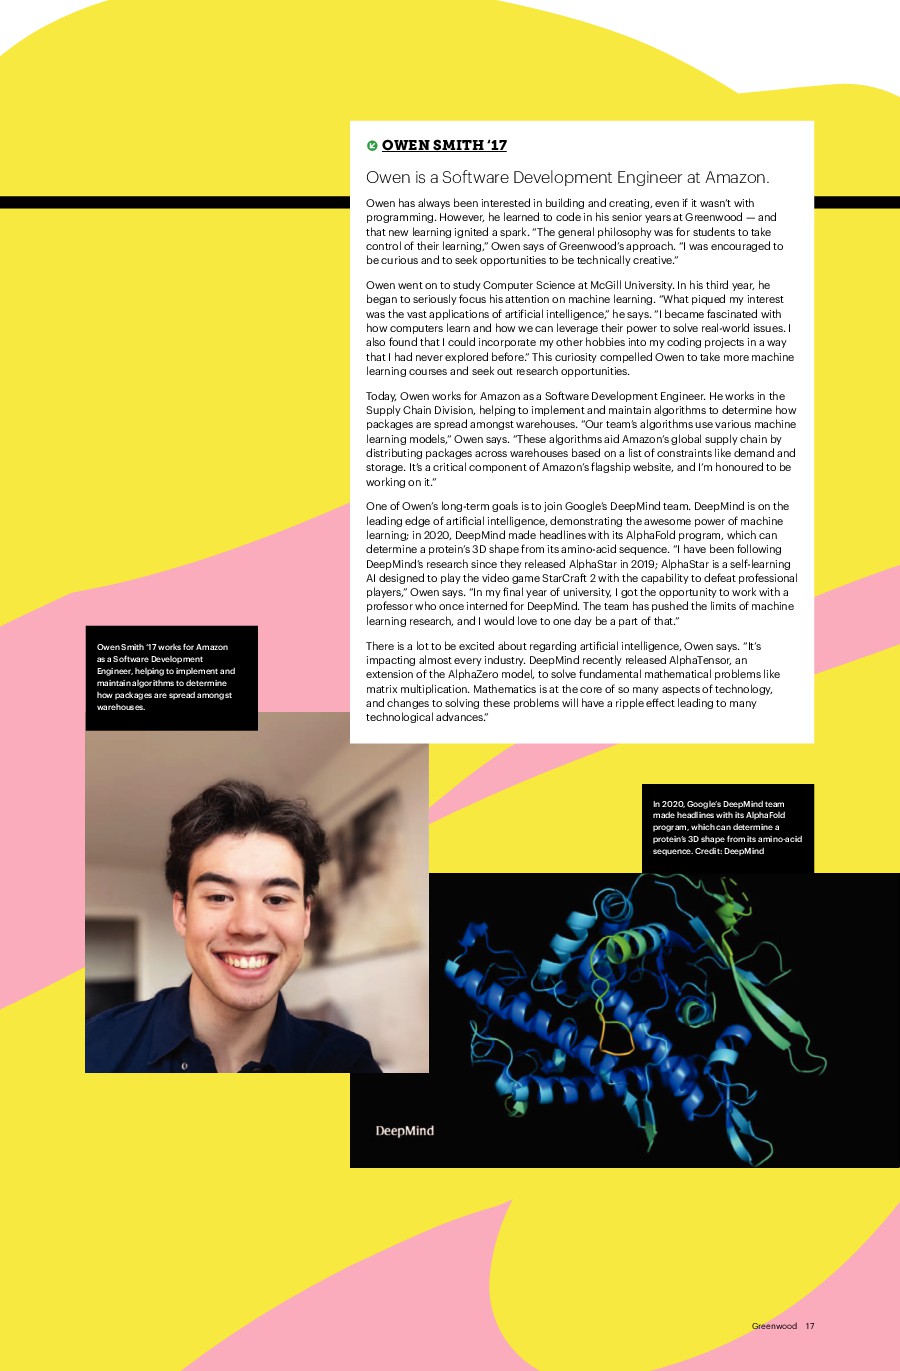 OWEN SMITH ‘17
Owen is a Software Development Engineer at Amazon.
Owen has always been interested in building and creating, even if it wasn’t with
programming. However, he learned to code in his senior years at Greenwood — and
that new learning ignited a spark. “The general philosophy was for students to take
control of their learning,” Owen says of Greenwood’s approach. “I was encouraged to
be curious and to seek opportunities to be technically creative.”
Owen went on to study Computer Science at McGill University. In his third year, he
began to seriously focus his attention on machine learning. “What piqued my interest
was the vast applications of artificial intelligence,” he says. “I became fascinated with
how computers learn and how we can leverage their power to solve real-world issues. I
also found that I could incorporate my other hobbies into my coding projects in a way
that I had never explored before.” This curiosity compelled Owen to take more machine
learning courses and seek out research opportunities.
Today, Owen works for Amazon as a Software Development Engineer. He works in the
Supply Chain Division, helping to implement and maintain algorithms to determine how
packages are spread amongst warehouses. “Our team’s algorithms use various machine
learning models,” Owen says. “These algorithms aid Amazon’s global supply chain by
distributing packages across warehouses based on a list of constraints like demand and
storage. It’s a critical component of Amazon’s flagship website, and I’m honoured to be
working on it.”
One of Owen’s long-term goals is to join Google’s DeepMind team. DeepMind is on the
leading edge of artificial intelligence, demonstrating the awesome power of machine
learning; in 2020, DeepMind made headlines with its AlphaFold program, which can
determine a protein’s 3D shape from its amino-acid sequence. “I have been following
DeepMind’s research since they released AlphaStar in 2019; AlphaStar is a self-learning
AI designed to play the video game StarCraft 2 with the capability to defeat professional
players,” Owen says. “In my final year of university, I got the opportunity to work with a
professor who once interned for DeepMind. The team has pushed the limits of machine
learning research, and I would love to one day be a part of that.”
There is a lot to be excited about regarding artificial intelligence, Owen says. “It’s
impacting almost every industry. DeepMind recently released AlphaTensor, an
extension of the AlphaZero model, to solve fundamental mathematical problems like
matrix multiplication. Mathematics is at the core of so many aspects of technology,
and changes to solving these problems will have a ripple effect leading to many
technological advances.”
Owen Smith ‘17 works for Amazon
as a Software Development
Engineer, helping to implement and
maintain algorithms to determine
how packages are spread amongst
warehouses.
In 2020, Google’s DeepMind team
made headlines with its AlphaFold
program, which can determine a
protein’s 3D shape from its amino-acid
sequence. Credit: DeepMind
DeepMind
Greenwood 17